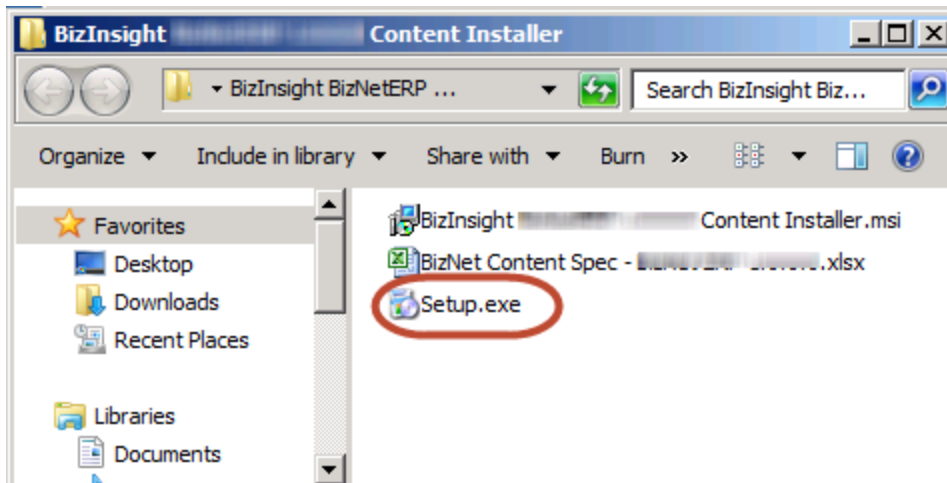 BizInsight Content Installer
BizInsight BizNetERP ...
Search BizInsight Biz...
Organize
Include in library
Share with
Burn
»
Favorites
Desktop
Downloads
Recent Places
Libraries
Documents
BizInsight Content Installer.msi
BizNet Content Spec - .xlsx
Setup.exe